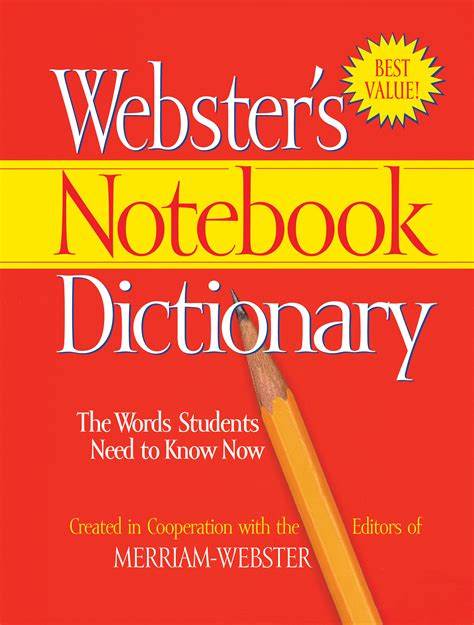 Webster's
BEST
VALUE!
Notebook
Dictionary
The Words Students
Need to Know Now
Created in Cooperation with the Editors of
MERRIAM-WEBSTER